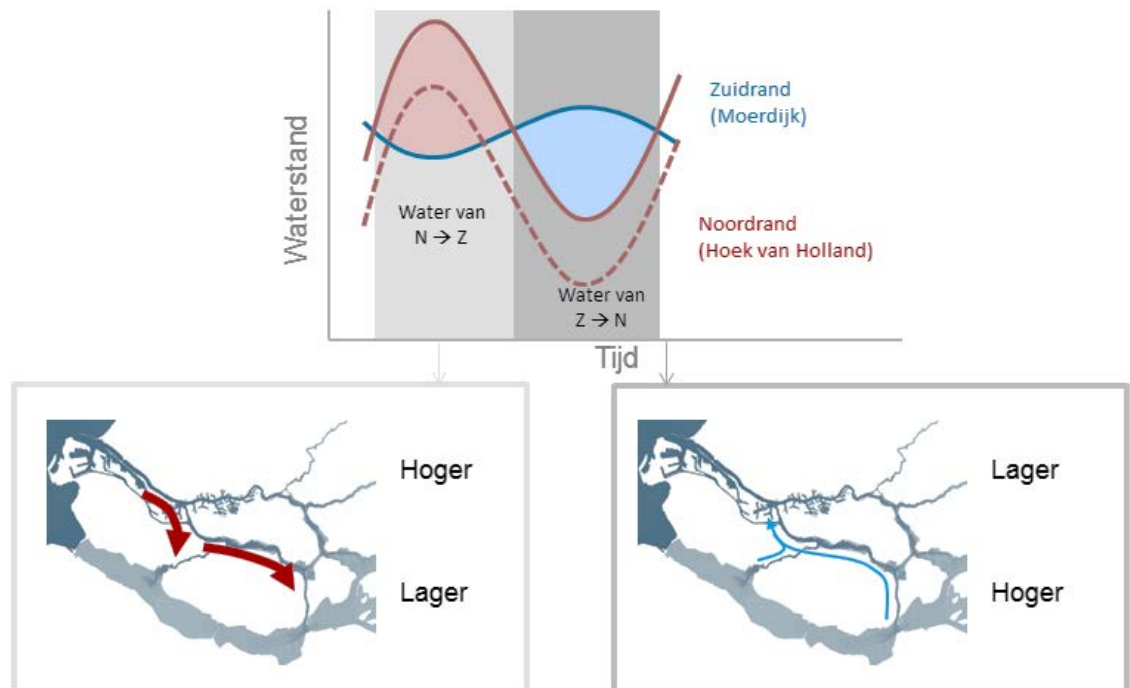 Waterstand
Zuidrand
(Moerdijk)
Water van
N → Z
Noordrand
(Hoek van Holland)
Water van
Z → N
Tijd
Hoger
Lager
Lager
Hoger